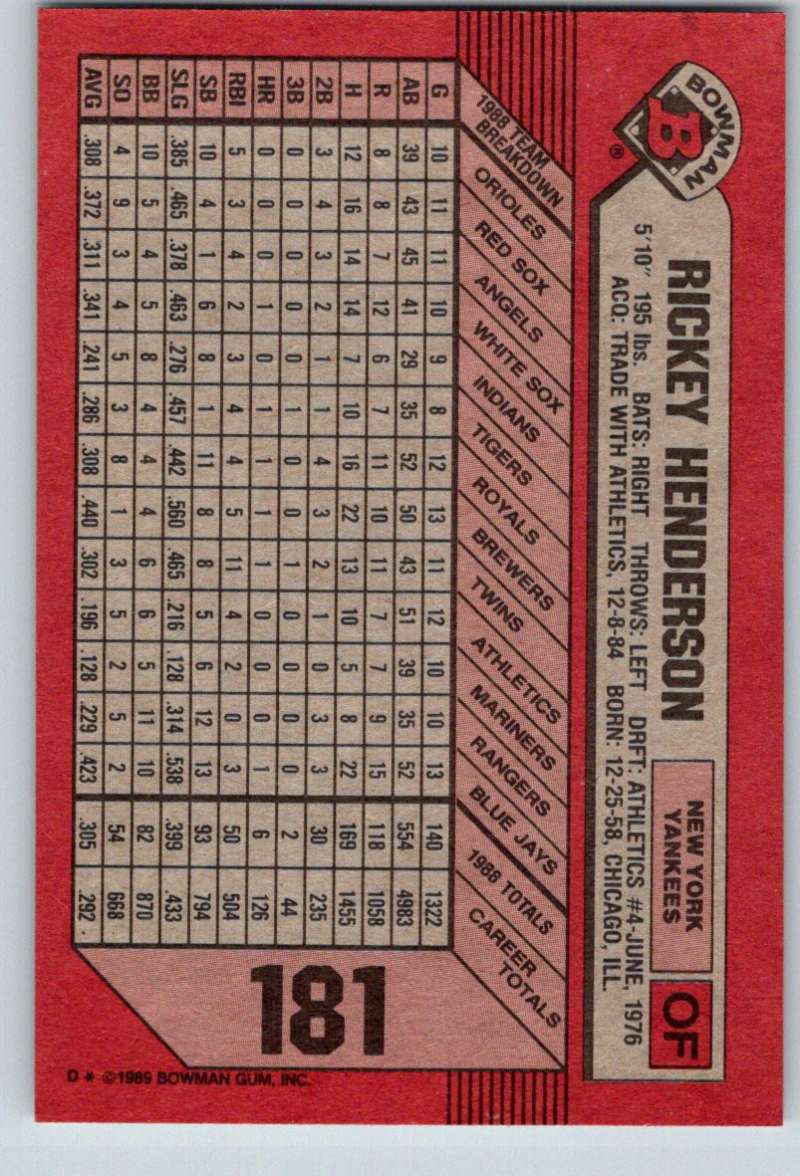 BOWMAN
B
®
RICKEY HENDERSON
NEW YORK
YANKEES
OF
5'10" 195 lbs. BATS: RIGHT THROWS: LEFT DRFT: ATHLETICS #4-JUNE, 1976
ACQ: TRADE WITH ATHLETICS, 12-8-84 BORN: 12-25-58, CHICAGO, ILL.
1988 TEAM
BREAKDOWN
ORIOLES
RED SOX
ANGELS
WHITE SOX
INDIANS
TIGERS
ROYALS
BREWERS
TWINS
ATHLETICS
MARINERS
RANGERS
BLUE JAYS
1988 TOTALS
CAREER
TOTALS
G 10 11 11 10 9 8 12 13 11 12 10 10 13 140 1322
AB 39 43 45 41 29 35 52 50 43 51 39 35 52 554 4983
R 8 8 7 12 6 7 11 10 11 7 7 9 15 118 1058
H 12 16 14 14 7 10 16 22 13 10 5 8 22 169 1455
2B 3 4 3 2 1 1 4 3 2 1 0 3 3 30 235
3B 0 0 0 0 0 1 0 0 1 0 0 0 0 2 44
HR 0 0 0 1 0 1 1 1 1 0 0 0 1 6 126
RBI 5 3 4 2 3 4 4 5 11 4 2 0 3 50 504
SB 10 4 1 6 8 1 11 8 8 5 6 12 13 93 794
SLG .385 .465 .378 .463 .276 .457 .442 .560 .465 .216 .128 .314 .538 .399 .433
BB 10 5 4 5 8 4 4 4 6 6 5 11 10 82 870
SO 4 9 3 4 5 3 8 1 3 5 2 5 2 54 668
AVG .308 .372 .311 .341 .241 .286 .308 .440 .302 .196 .128 .229 .423 .305 .292
181
D * ©1989 BOWMAN GUM, INC.